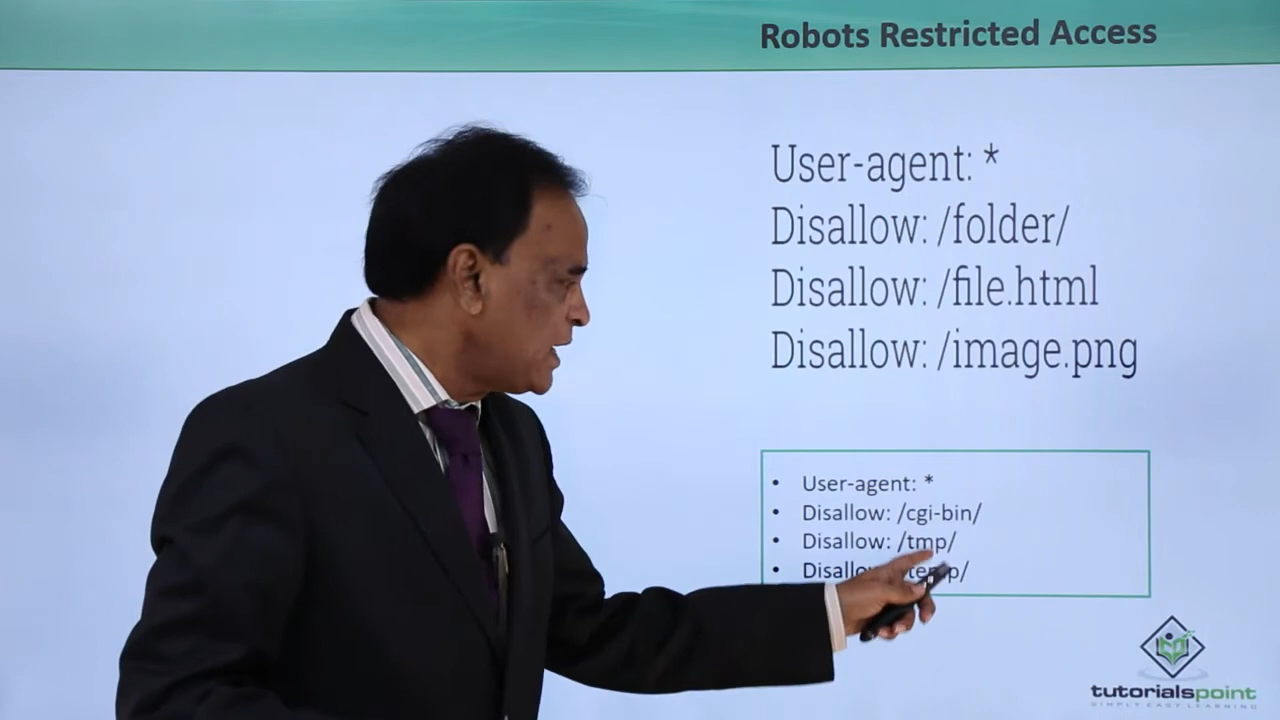 Robots Restricted Access
User-agent: *
Disallow: /folder/
Disallow: /file.html
Disallow: /image.png
• User-agent: *
• Disallow: /cgi-bin/
• Disallow: /tmp/
•
tutorialspoint
SIMPLY EASY LEARNING